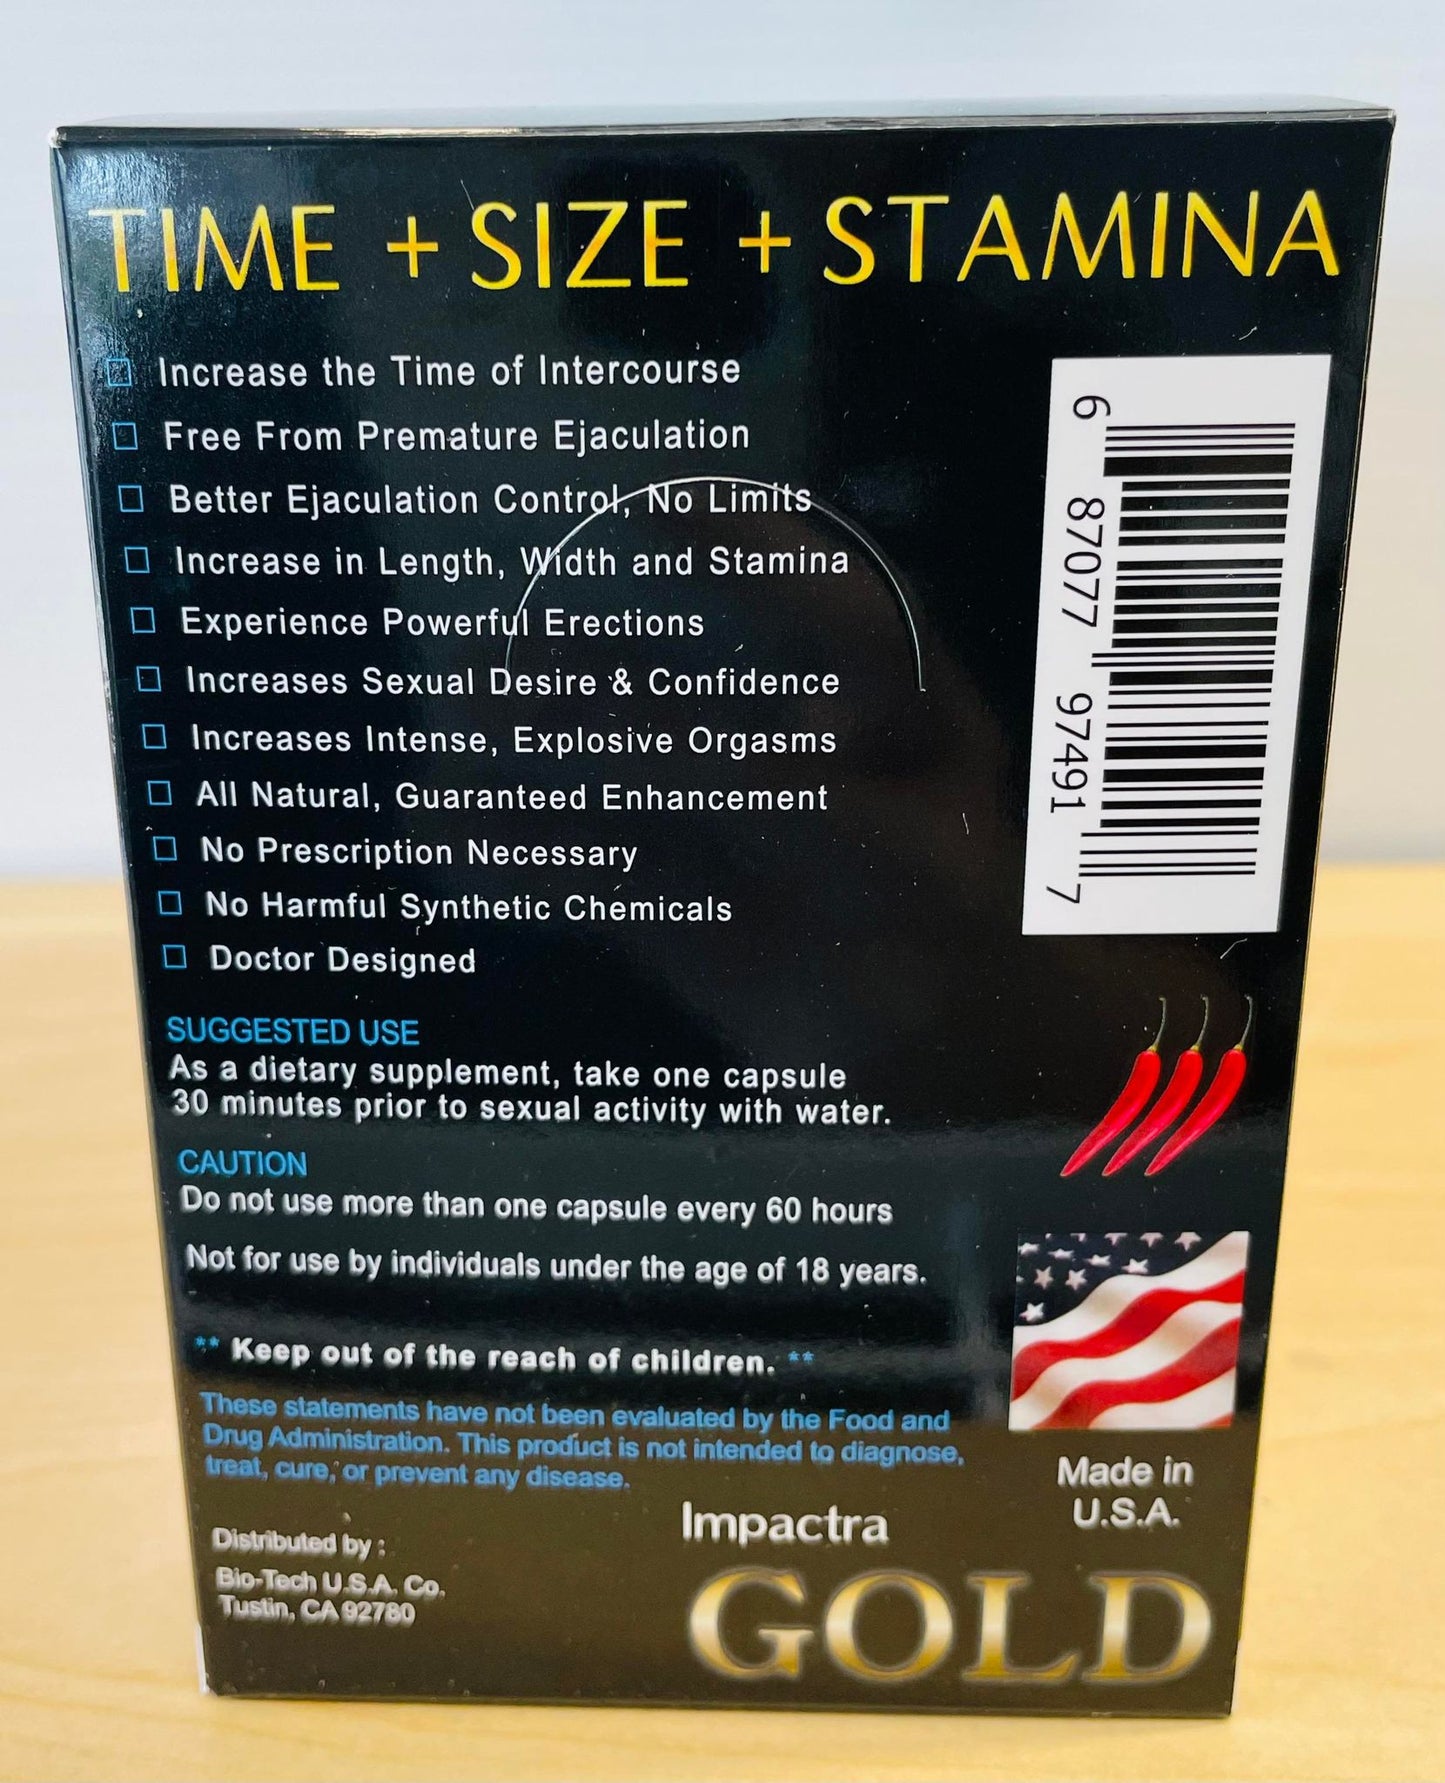 TIME + SIZE + STAMINA
Increase the Time of Intercourse
Free From Premature Ejaculation
Better Ejaculation Control, No Limits
Increase in Length, Width and Stamina
Experience Powerful Erections
Increases Sexual Desire & Confidence
Increases Intense, Explosive Orgasms
All Natural, Guaranteed Enhancement
No Prescription Necessary
No Harmful Synthetic Chemicals
Doctor Designed
6 87077 97491 7
SUGGESTED USE
As a dietary supplement, take one capsule
30 minutes prior to sexual activity with water.
CAUTION
Do not use more than one capsule every 60 hours
Not for use by individuals under the age of 18 years.
** Keep out of the reach of children. **
These statements have not been evaluated by the Food and
Drug Administration. This product is not intended to diagnose,
treat, cure, or prevent any disease.
Made in
U.S.A.
Distributed by :
Bio-Tech U.S.A. Co.
Tustin, CA 92780
Impactra
GOLD